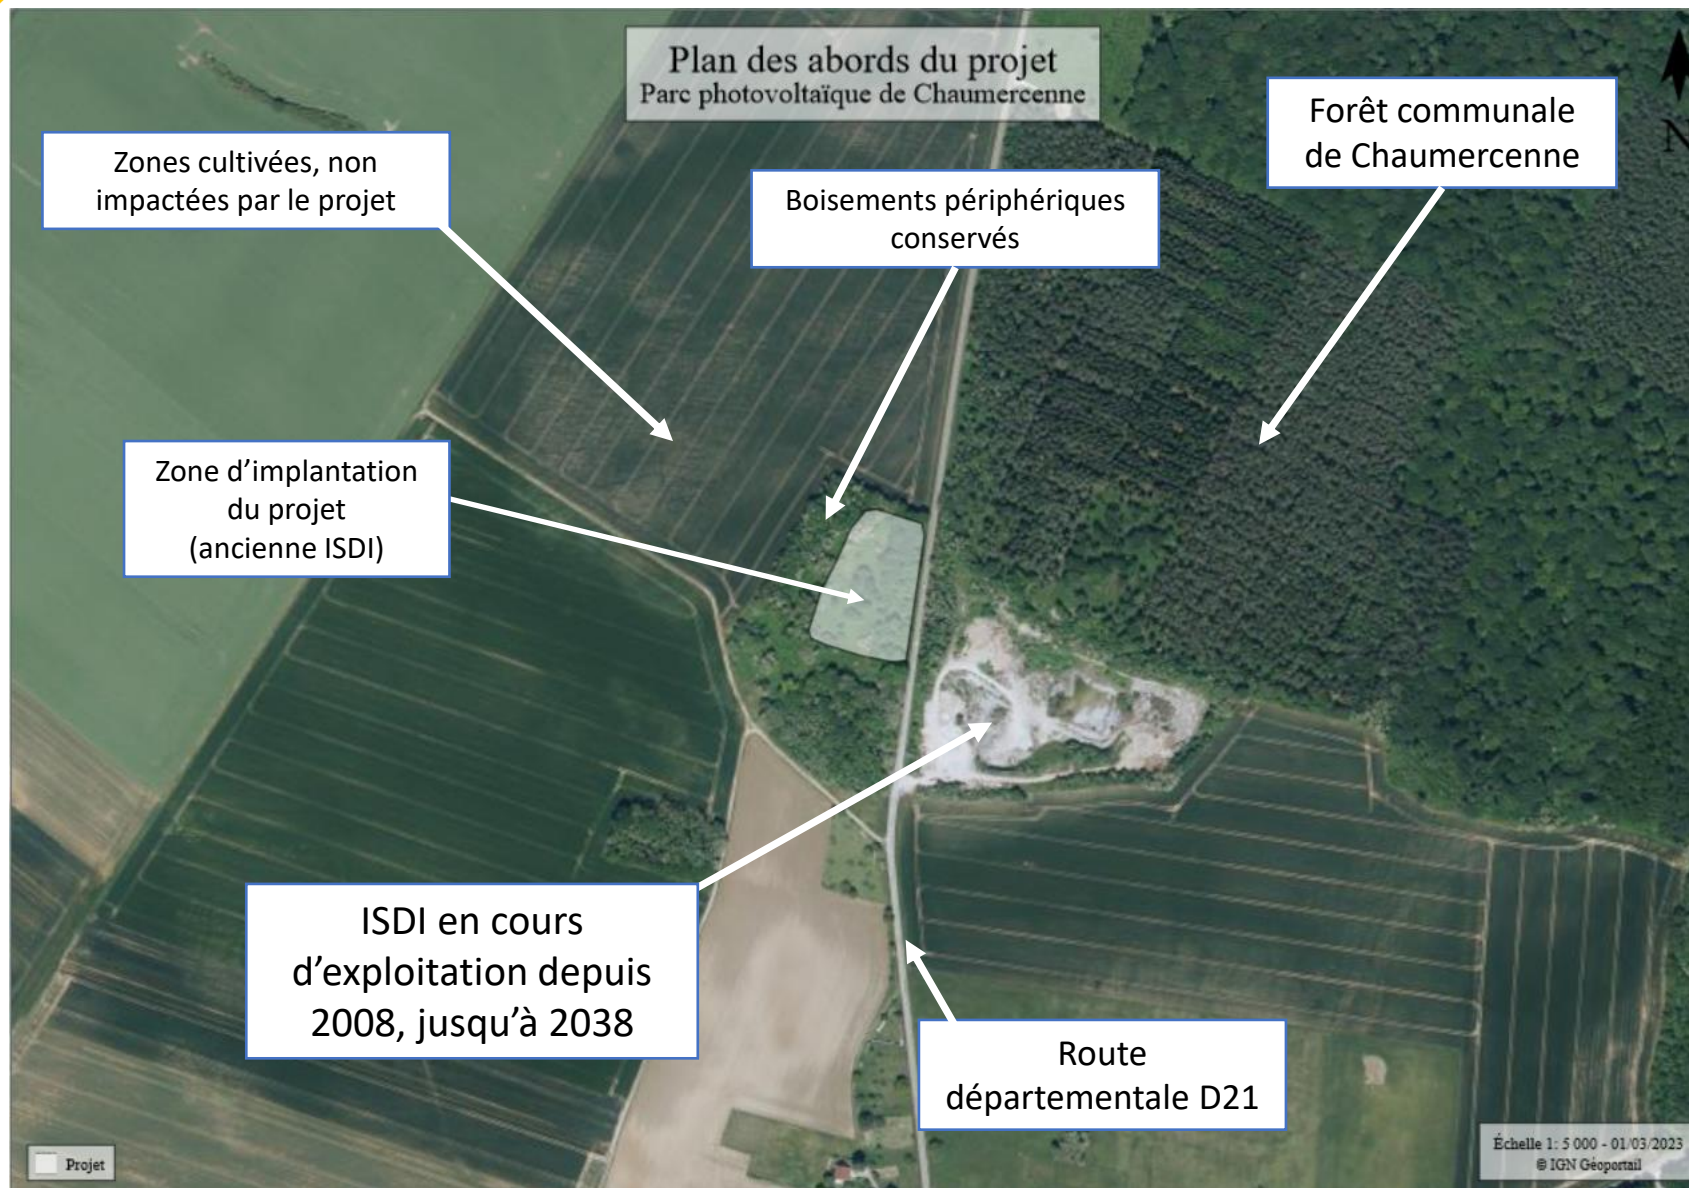 Plan des abords du projet
Parc photovoltaïque de Chaumercenne
Forêt communale
de Chaumercenne
N
Zones cultivées, non
impactées par le projet
Boisements périphériques
conservés
Zone d’implantation
du projet
(ancienne ISDI)
ISDI en cours
d’exploitation depuis
2008, jusqu’à 2038
Route
départementale D21
Projet
Échelle 1: 5 000 - 01/03/2023
© IGN Géoportail